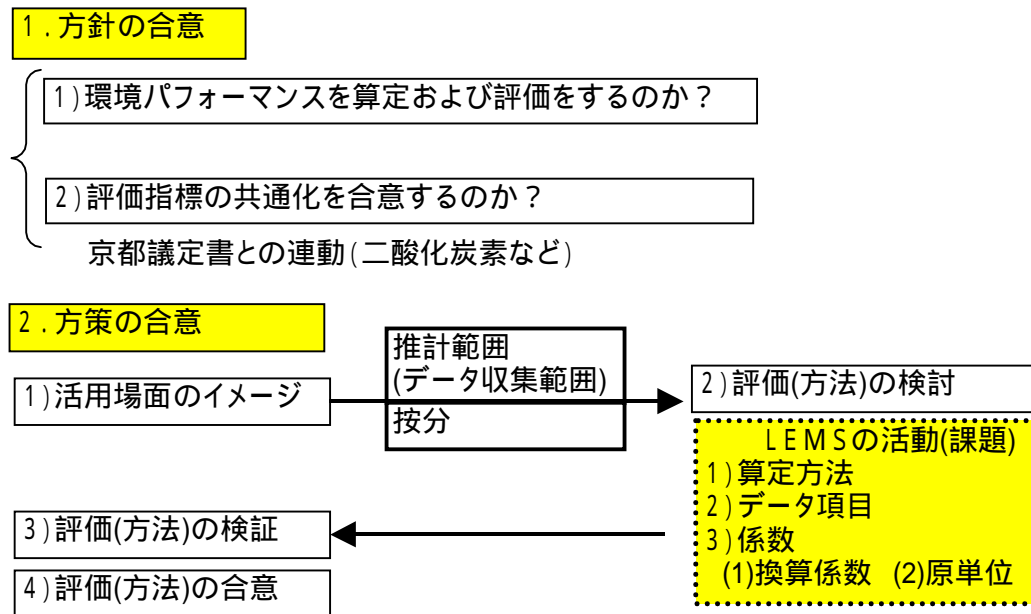 1.方針の合意
1)環境パフォーマンスを算定および評価をするのか?
2)評価指標の共通化を合意するのか?
京都議定書との連動(二酸化炭素など)
2.方策の合意
1)活用場面のイメージ
推計範囲
(データ収集範囲)
按分
2)評価(方法)の検討
LEMSの活動(課題)
1)算定方法
2)データ項目
3)係数
(1)換算係数 (2)原単位
3)評価(方法)の検証
4)評価(方法)の合意